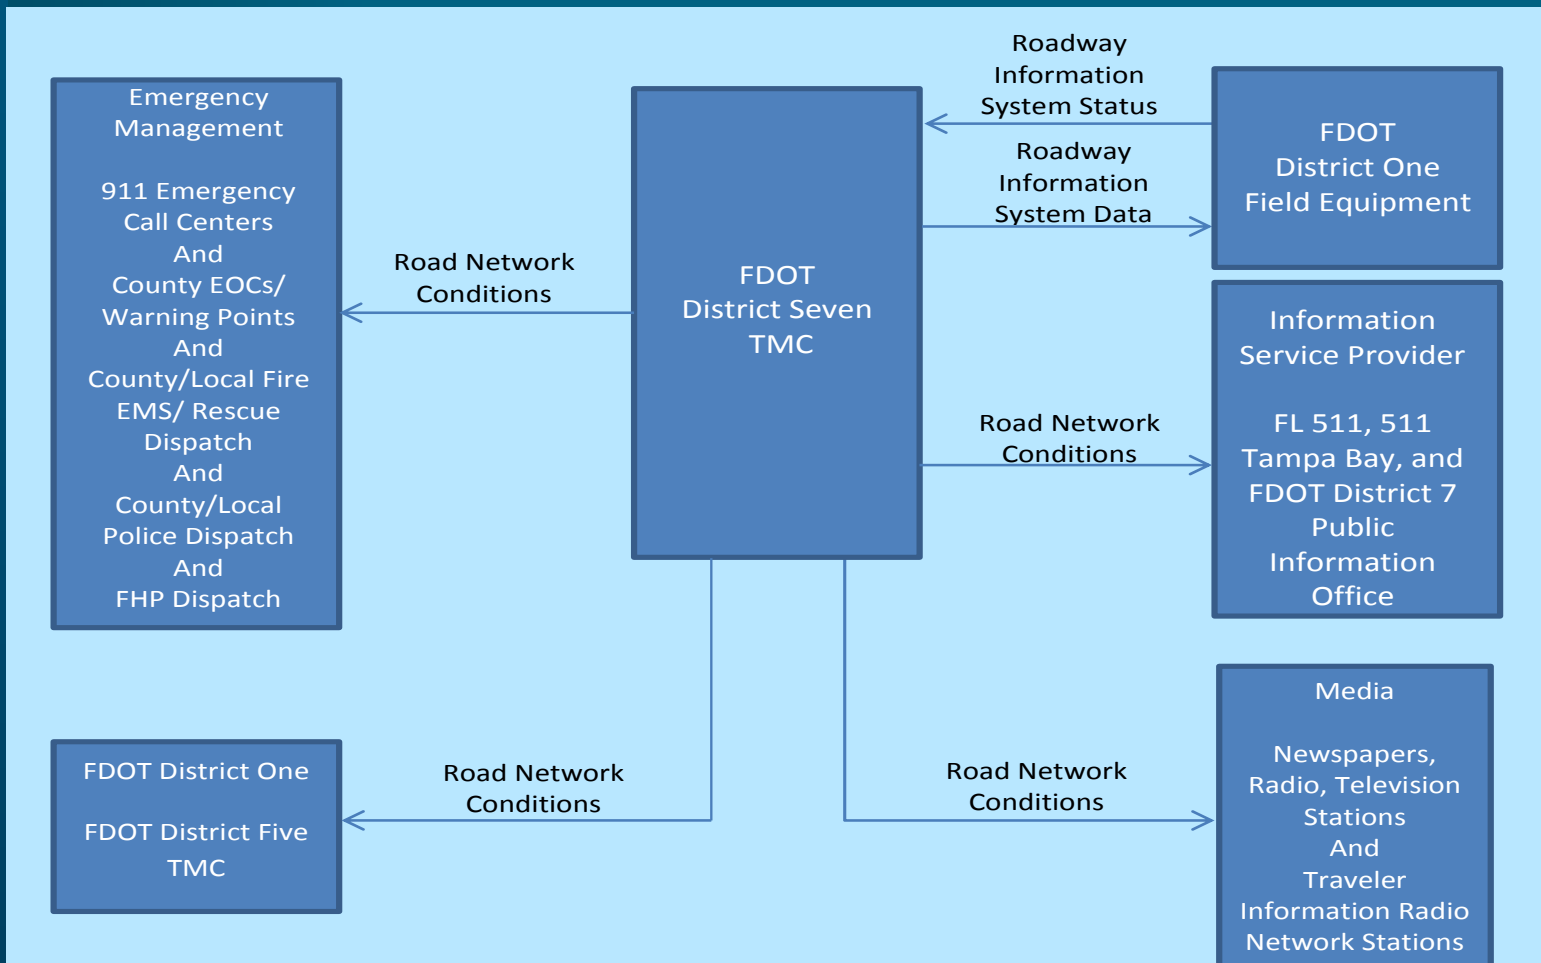 Emergency
Management
911 Emergency
Call Centers
And
County EOCs/
Warning Points
And
County/Local Fire
EMS/ Rescue
Dispatch
And
County/Local
Police Dispatch
And
FHP Dispatch
Road Network
Conditions
FDOT
District Seven
TMC
Roadway
Information
System Status
Roadway
Information
System Data
FDOT
District One
Field Equipment
Road Network
Conditions
Information
Service Provider
FL 511, 511
Tampa Bay, and
FDOT District 7
Public
Information
Office
FDOT District One
FDOT District Five
TMC
Road Network
Conditions
Road Network
Conditions
Media
Newspapers,
Radio, Television
Stations
And
Traveler
Information Radio
Network Stations